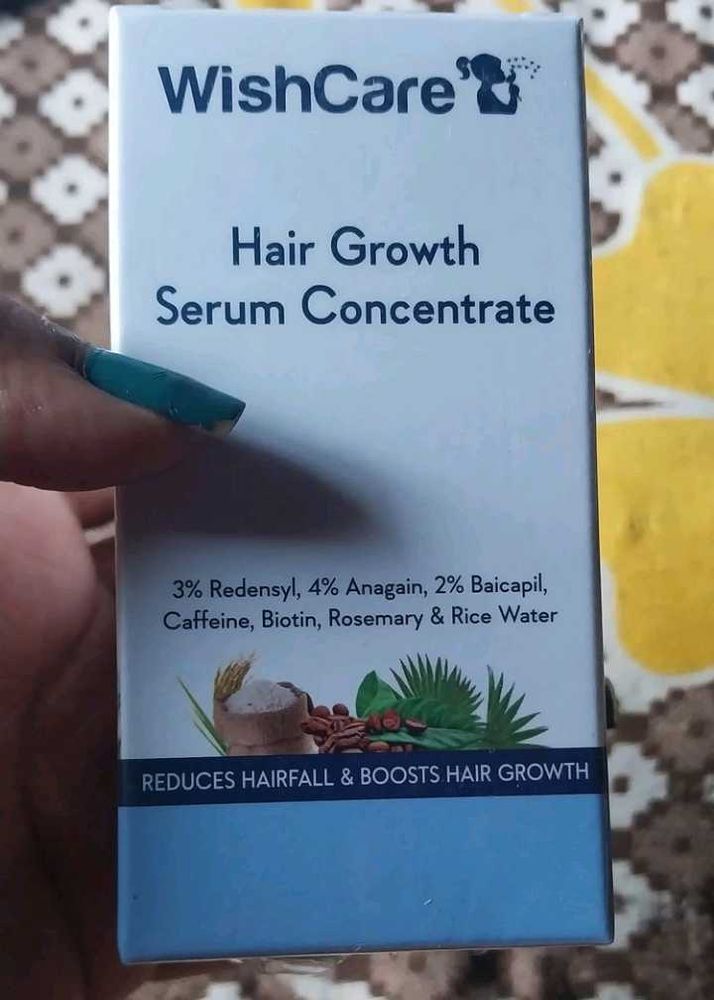 WishCare
Hair Growth
Serum Concentrate
3% Redensyl, 4% Anagain, 2% Baicapil,
Caffeine, Biotin, Rosemary & Rice Water
REDUCES HAIRFALL & BOOSTS HAIR GROWTH